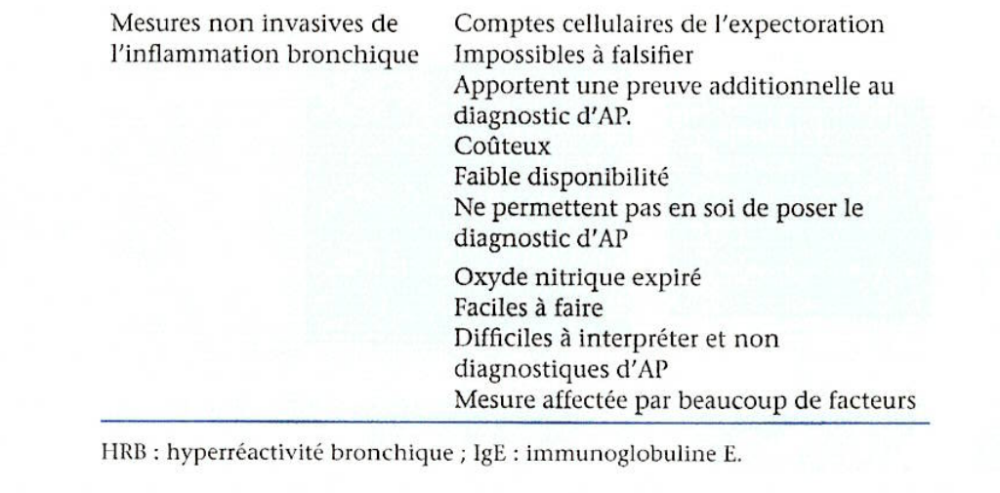 Mesures non invasives de
l'inflammation bronchique
Comptes cellulaires de l'expectoration
Impossibles à falsifier
Apportent une preuve additionnelle au
diagnostic d'AP.
Coûteux
Faible disponibilité
Ne permettent pas en soi de poser le
diagnostic d'AP
Oxyde nitrique expiré
Faciles à faire
Difficiles à interpréter et non
diagnostiques d'AP
Mesure affectée par beaucoup de facteurs
HRB : hyperréactivité bronchique ; IgE : immunoglobuline E.